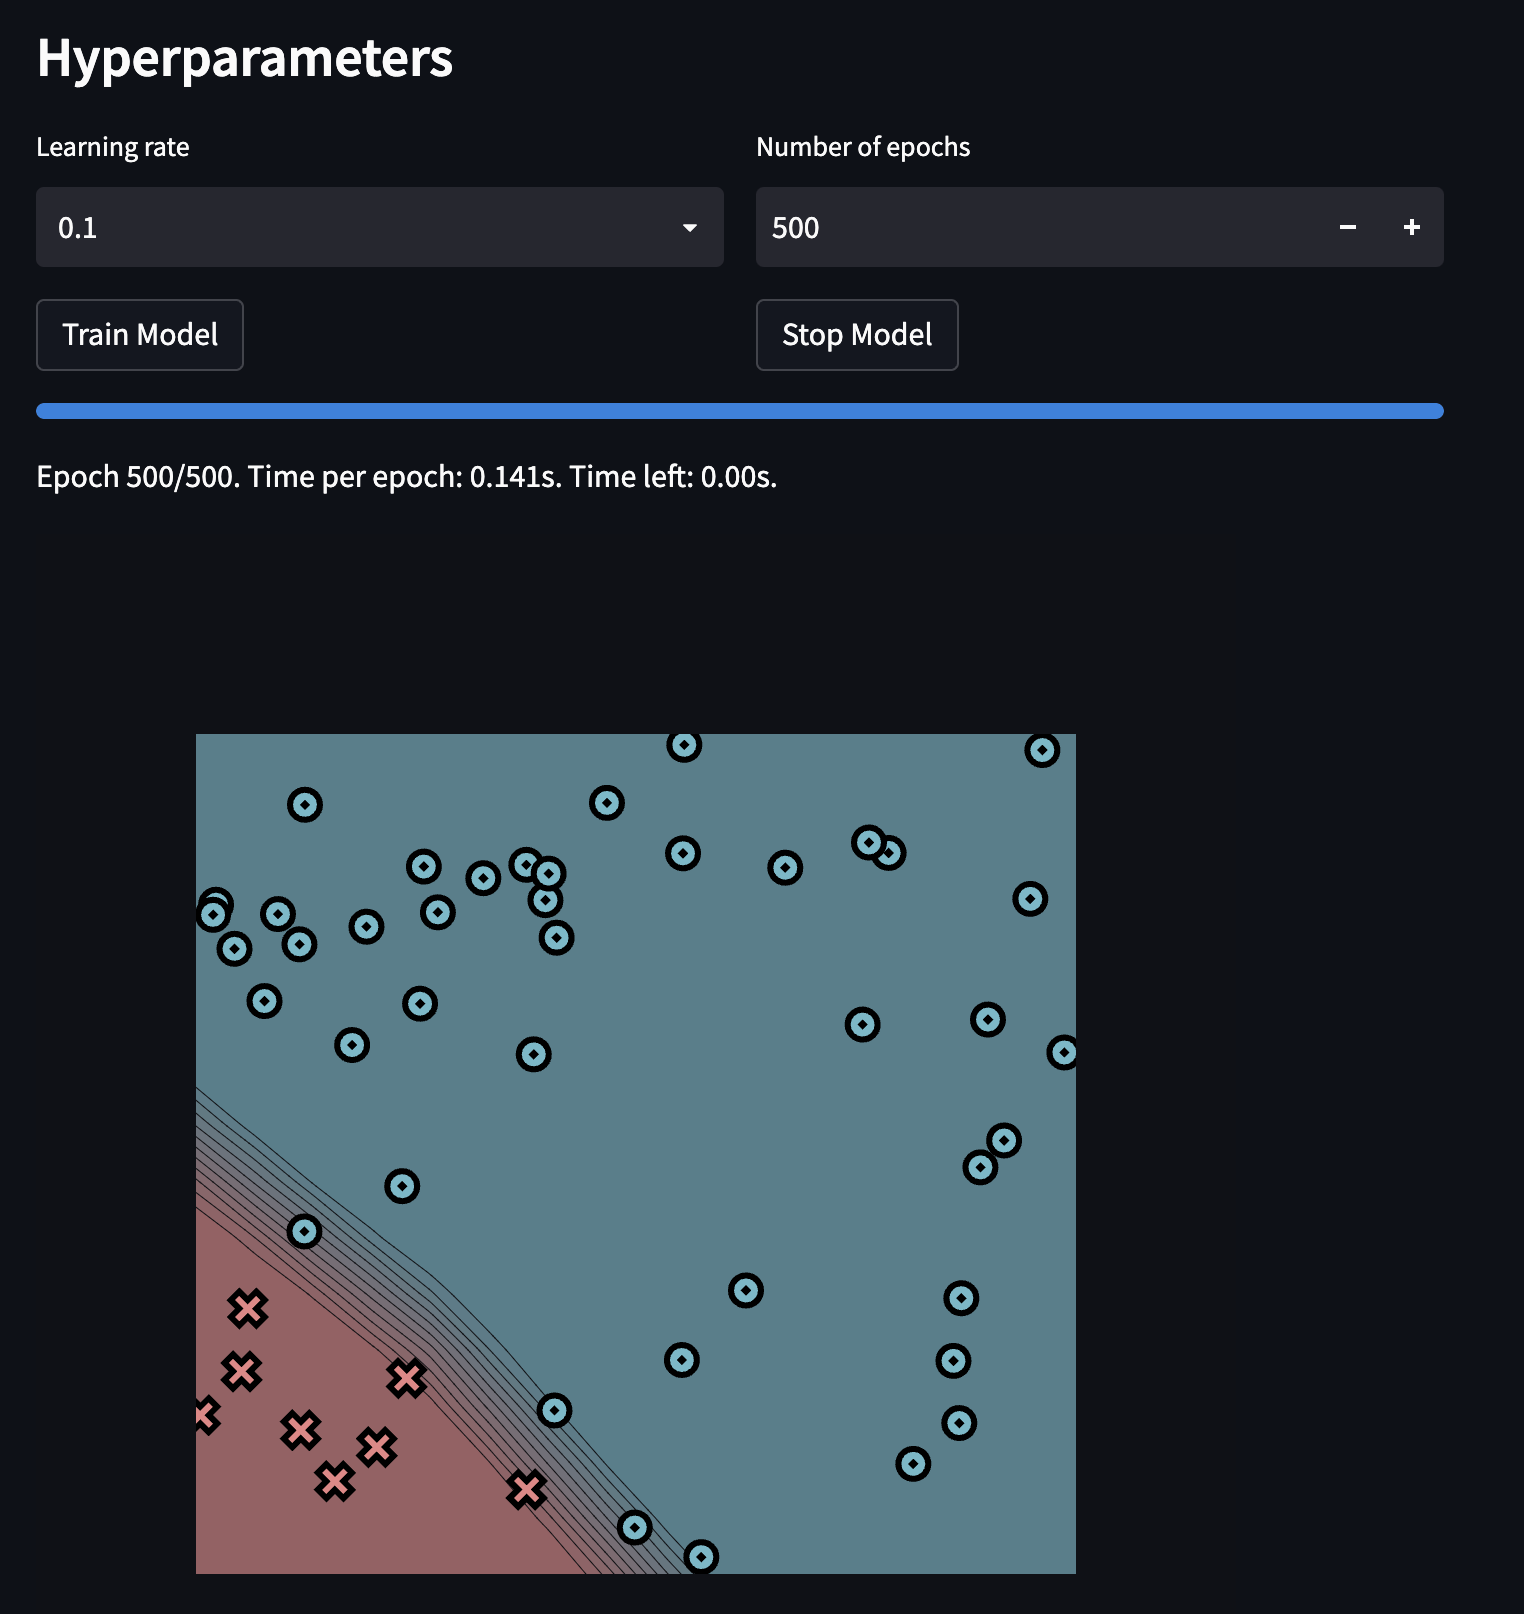 Hyperparameters
Learning rate
Number of epochs
0.1
500
Train Model
Stop Model
Epoch 500/500. Time per epoch: 0.141s. Time left: 0.00s.